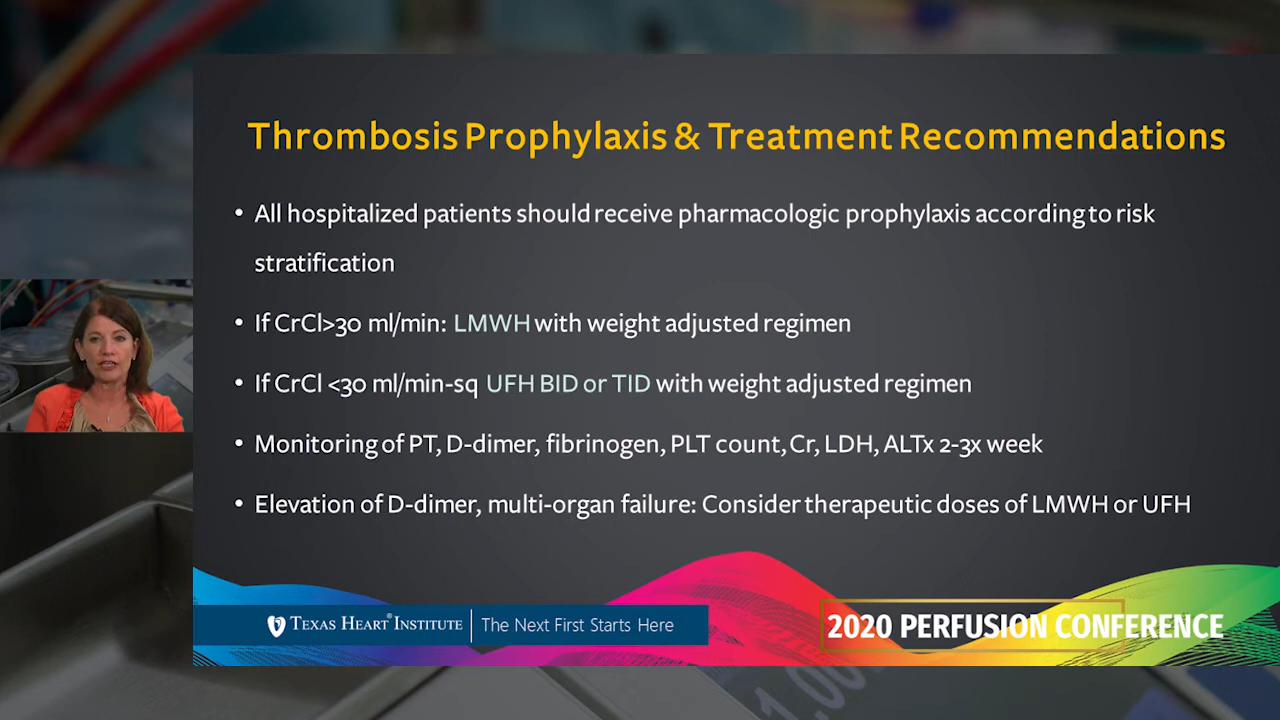 Thrombosis Prophylaxis & Treatment Recommendations
• All hospitalized patients should receive pharmacologic prophylaxis according to risk
stratification
• If CrCl>30 ml/min: LMWH with weight adjusted regimen
• If CrCl <30 ml/min-sq UFH BID or TID with weight adjusted regimen
• Monitoring of PT, D-dimer, fibrinogen, PLT count, Cr, LDH, ALTx 2-3x week
• Elevation of D-dimer, multi-organ failure: Consider therapeutic doses of LMWH or UFH
TEXAS HEART® INSTITUTE | The Next First Starts Here
2020 PERFUSION CONFERENCE